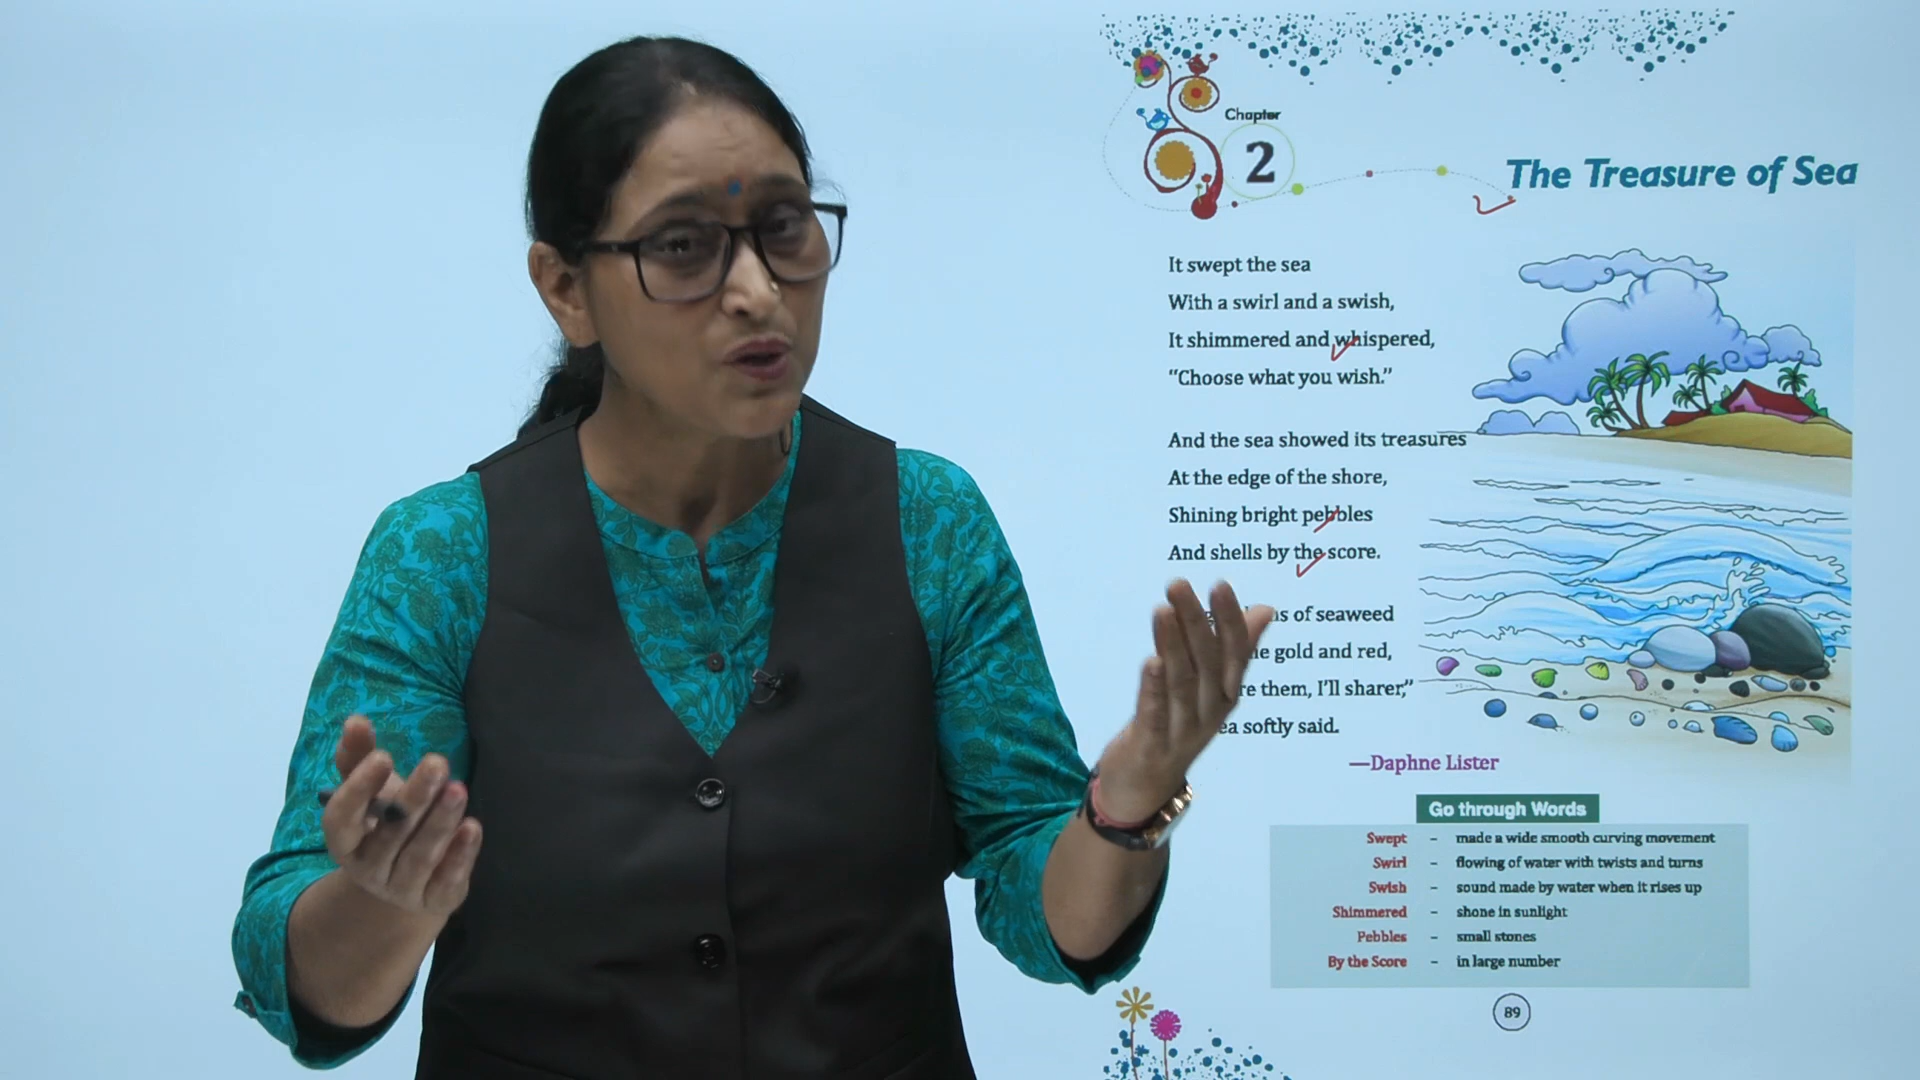 Chapter
2
The Treasure of Sea
It swept the sea
With a swirl and a swish,
It shimmered and whispered,
"Choose what you wish."
And the sea showed its treasures
At the edge of the shore,
Shining bright pebbles
And shells by the score.
of seaweed
gold and red,
them, I'll sharer,"
softly said.
—Daphne Lister
Go through Words
Swept – made a wide smooth curving movement
Swirl – flowing of water with twists and turns
Swish – sound made by water when it rises up
Shimmered – shone in sunlight
Pebbles – small stones
By the Score – in large number
89